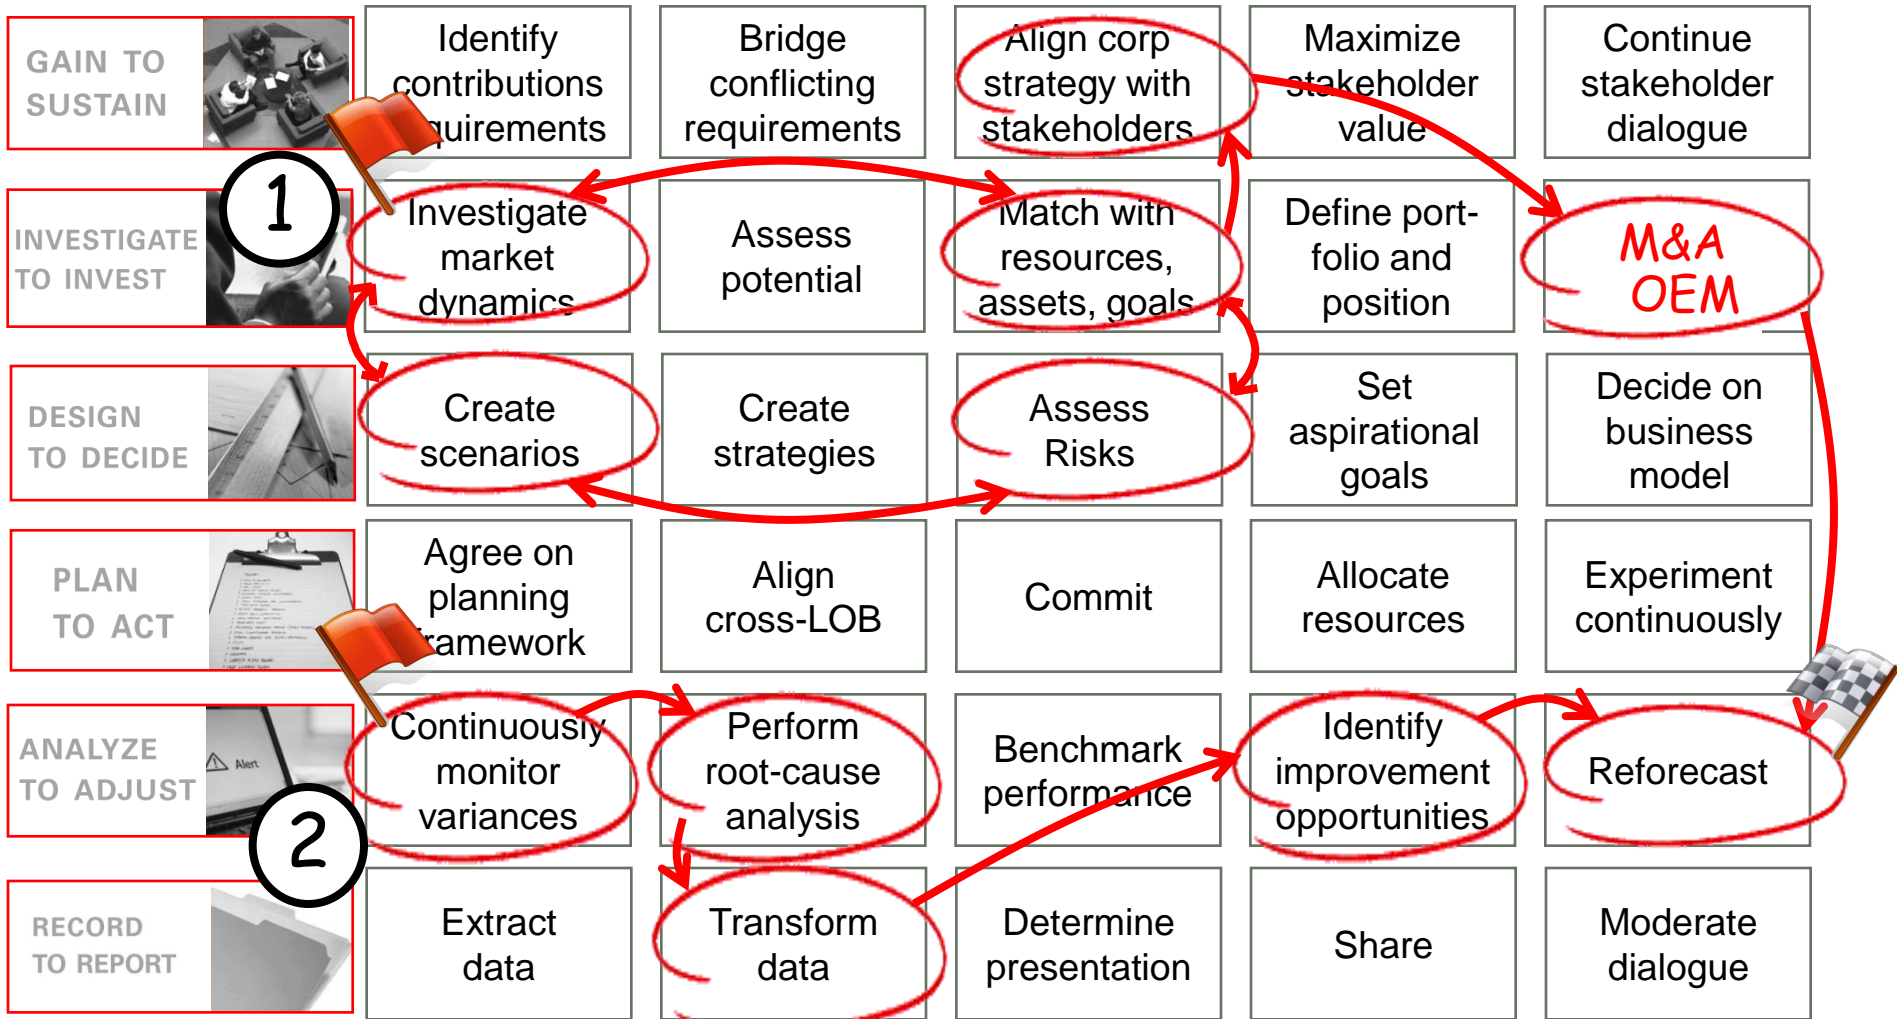 GAIN TO
SUSTAIN
Identify
contributions
quirements
Bridge
conflicting
requirements
Align corp
strategy with
stakeholders
Maximize
stakeholder
value
Continue
stakeholder
dialogue
1
INVESTIGATE
TO INVEST
Investigate
market
dynamics
Assess
potential
Match with
resources,
assets, goals
Define port-
folio and
position
M&A
OEM
DESIGN
TO DECIDE
Create
scenarios
Create
strategies
Assess
Risks
Set
aspirational
goals
Decide on
business
model
PLAN
TO ACT
Agree on
planning
framework
Align
cross-LOB
Commit
Allocate
resources
Experiment
continuously
ANALYZE
TO ADJUST
Alert
2
Continuously
monitor
variances
Perform
root-cause
analysis
Benchmark
performance
Identify
improvement
opportunities
Reforecast
RECORD
TO REPORT
Extract
data
Transform
data
Determine
presentation
Share
Moderate
dialogue